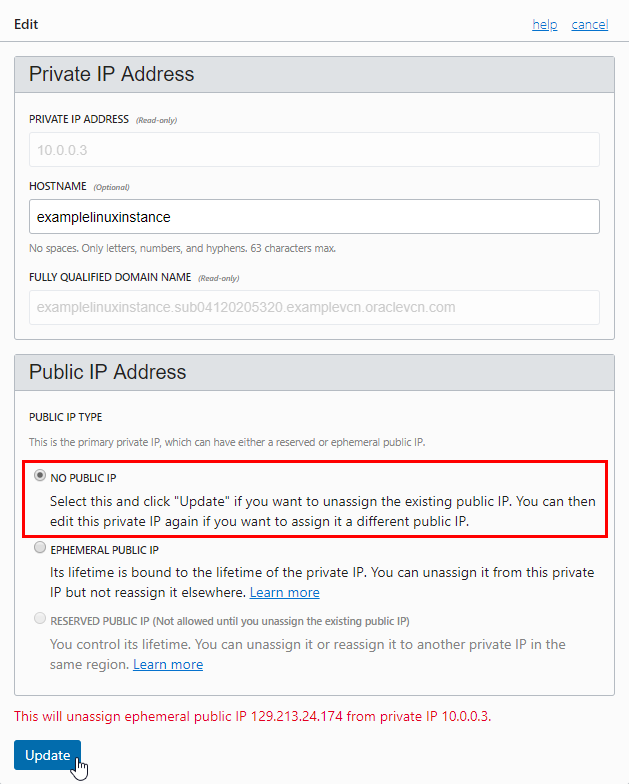 Edit
help cancel
Private IP Address
PRIVATE IP ADDRESS (Read-only)
10.0.0.3
HOSTNAME (Optional)
examplelinuxinstance
No spaces. Only letters, numbers, and hyphens. 63 characters max.
FULLY QUALIFIED DOMAIN NAME (Read-only)
examplelinuxinstance.sub04120205320.examplevcn.oraclevcn.com
Public IP Address
PUBLIC IP TYPE
This is the primary private IP, which can have either a reserved or ephemeral public IP.
NO PUBLIC IP
Select this and click "Update" if you want to unassign the existing public IP. You can then
edit this private IP again if you want to assign it a different public IP.
EPHEMERAL PUBLIC IP
Its lifetime is bound to the lifetime of the private IP. You can unassign it from this private
IP but not reassign it elsewhere. Learn more
RESERVED PUBLIC IP (Not allowed until you unassign the existing public IP)
You control its lifetime. You can unassign it or reassign it to another private IP in the
same region. Learn more
This will unassign ephemeral public IP 129.213.24.174 from private IP 10.0.0.3.
Update